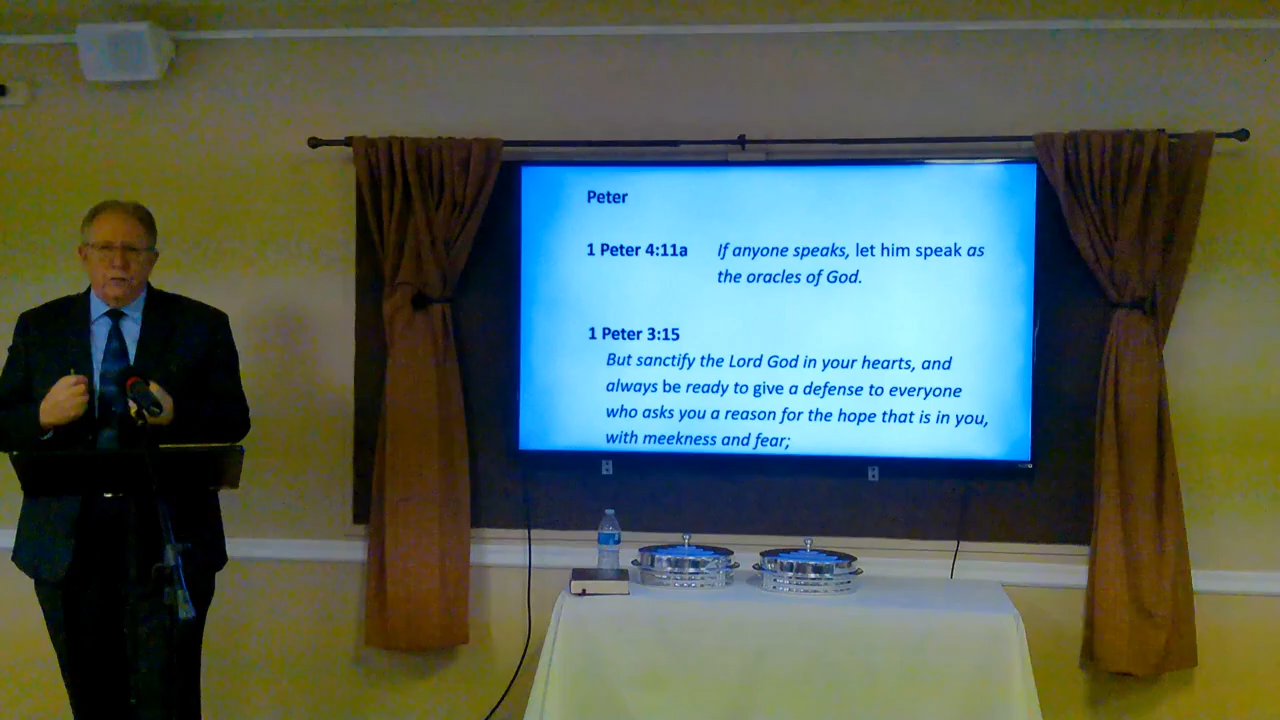 Peter
1 Peter 4:11a If anyone speaks, let him speak as
the oracles of God.
1 Peter 3:15
But sanctify the Lord God in your hearts, and
always be ready to give a defense to everyone
who asks you a reason for the hope that is in you,
with meekness and fear;